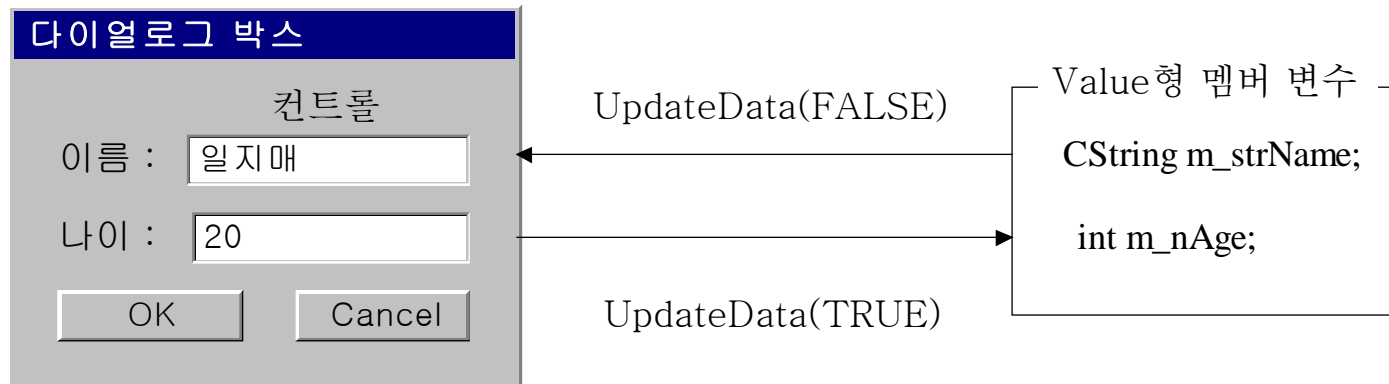 다이얼로그 박스
컨트롤
이름 : 일지매
나이 : 20
OK Cancel
UpdateData(FALSE)
UpdateData(TRUE)
Value형 멤버 변수
CString m_strName;
int m_nAge;